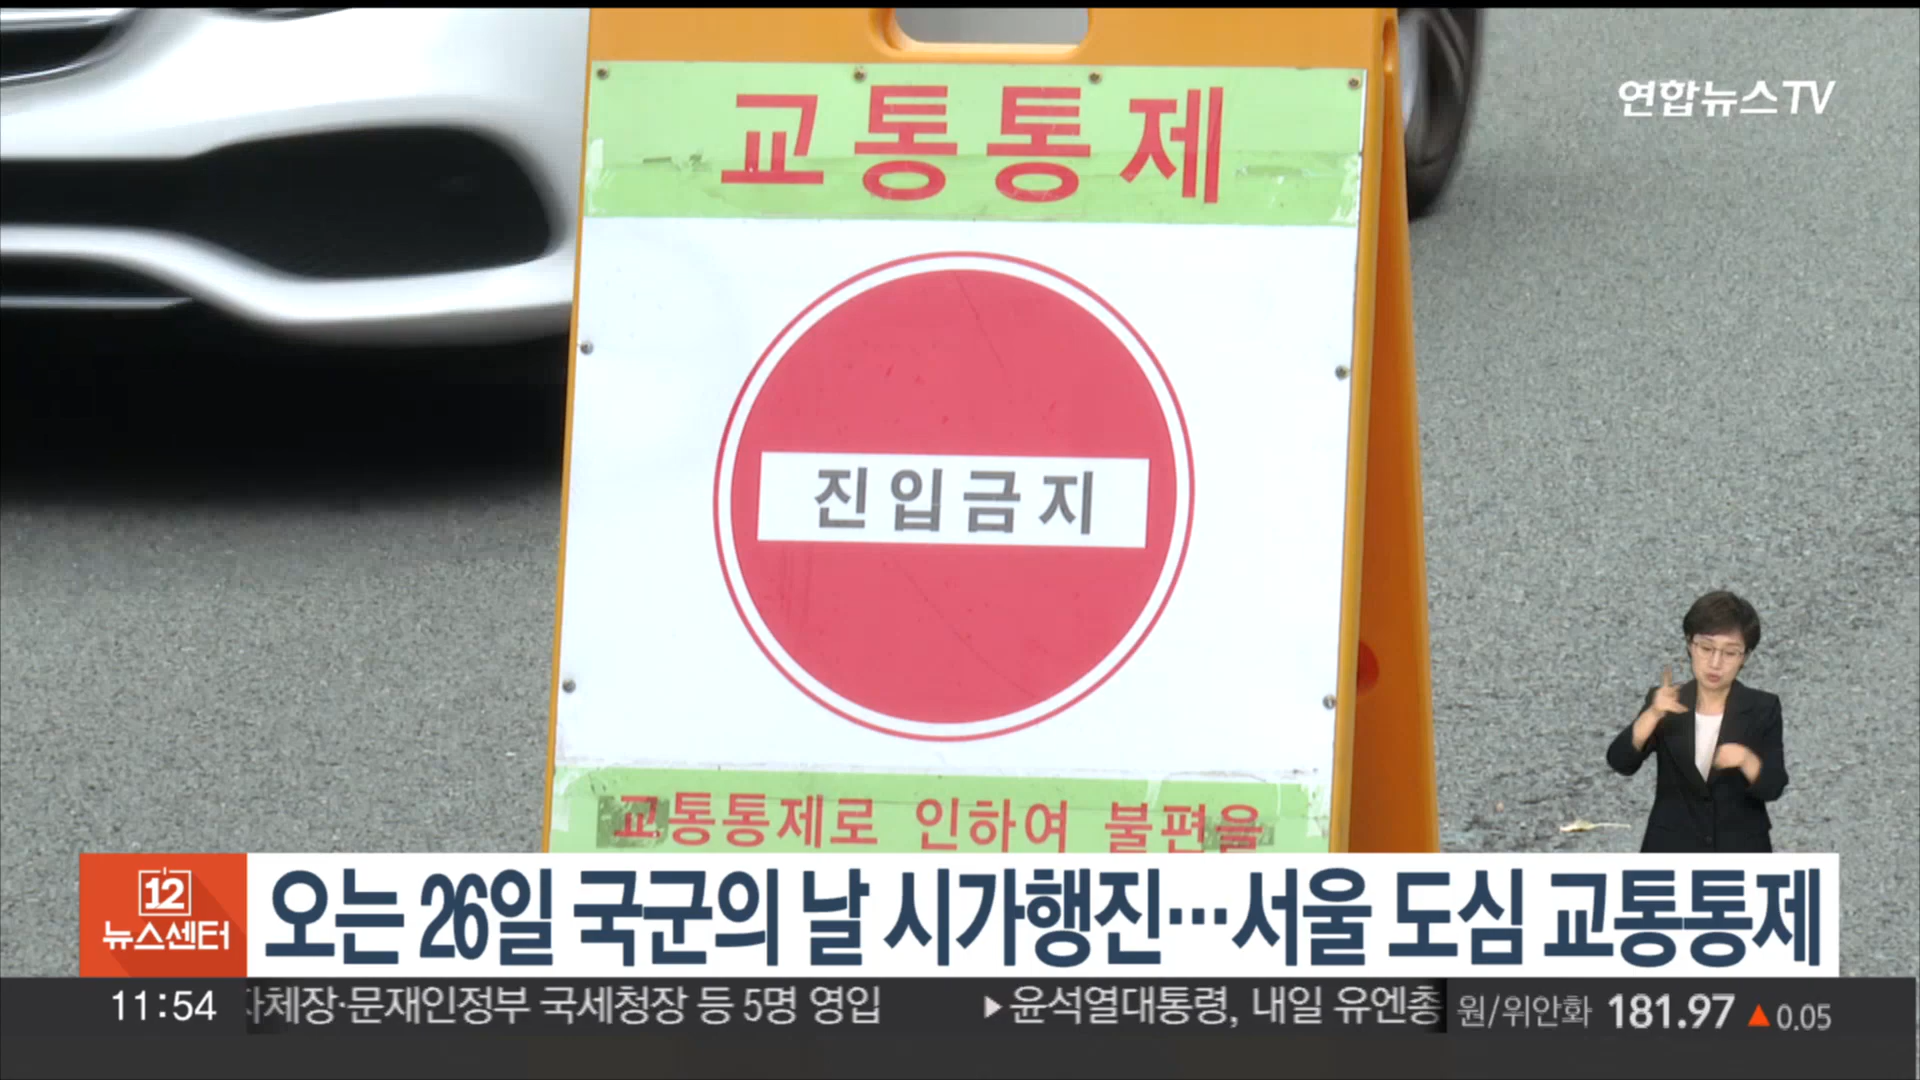 교통통제
연합뉴스TV
진입금지
교통통제로 인하여 불편을
12
뉴스센터
오는 26일 국군의 날 시가행진…서울 도심 교통통제
11:54
자체장·문재인정부 국세청장 등 5명 영입 ▶윤석열대통령, 내일 유엔총
원/위안화 181.97 ▲0.05